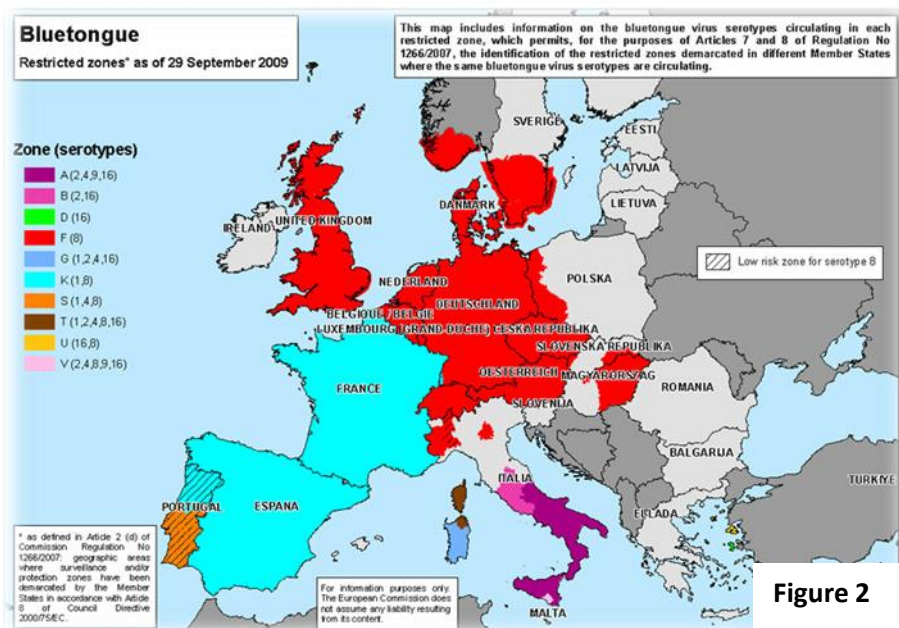 Bluetongue
Restricted zones* as of 29 September 2009
This map includes information on the bluetongue virus serotypes circulating in each
restricted zone, which permits, for the purposes of Articles 7 and 8 of Regulation No
1266/2007, the identification of the restricted zones demarcated in different Member States
where the same bluetongue virus serotypes are circulating.
Zone (serotypes)
A (2,4,9,16)
B (2,16)
D (16)
F (8)
G (1,2,4,16)
K (1,8)
S (1,4,8)
T (1,2,4,8,16)
U (16,8)
V (2,4,8,9,16)
SVERIGE
EESTI
LATVIJA
LIETUVA
DANMARK
UNITED KINGDOM
IRELAND
Low risk zone for serotype 8
POLSKA
NEDERLAND
DEUTSCHLAND
BELGIQUE / BELGIE
LUXEMBOURG (GRAND-DUCHE)
CESKA REPUBLIKA
SLOVENSKA REPUBLIKA
OESTERREICH
MAGYARORSZAG
FRANCE
ROMANIA
SLOVENIJA
BULGARIJA
ITALIA
TURKIYE
PORTUGAL
ESPANA
ELLADA
MALTA
* as defined in Article 2 (d) of
Commission Regulation No
1266/2007: geographic areas
where surveillance and/or
protection zones have been
demarcated by the Member
States in accordance with Article
8 of Council Directive
2000/75/EC.
For information purposes only.
The European Commission does
not assume any liability resulting
from its content.
Figure 2